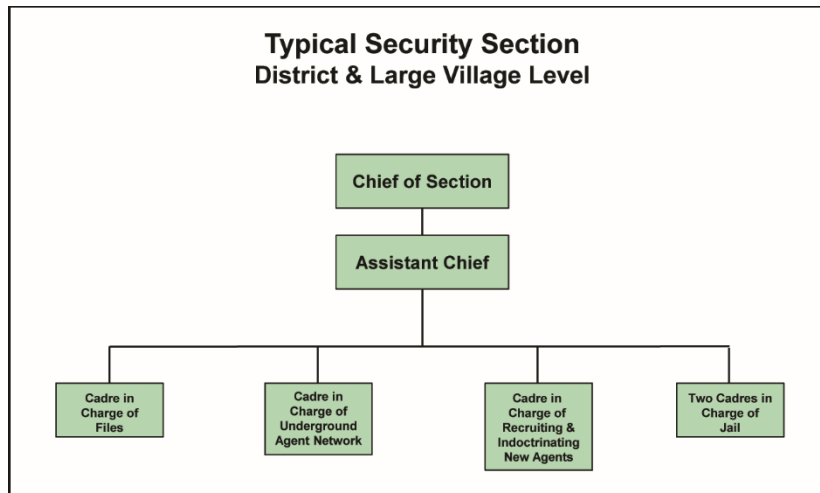 Typical Security Section
District & Large Village Level
Chief of Section
Assistant Chief
Cadre in
Charge of
Files
Cadre in
Charge of
Underground
Agent Network
Cadre in
Charge of
Recruiting &
Indoctrinating
New Agents
Two Cadres in
Charge of
Jail